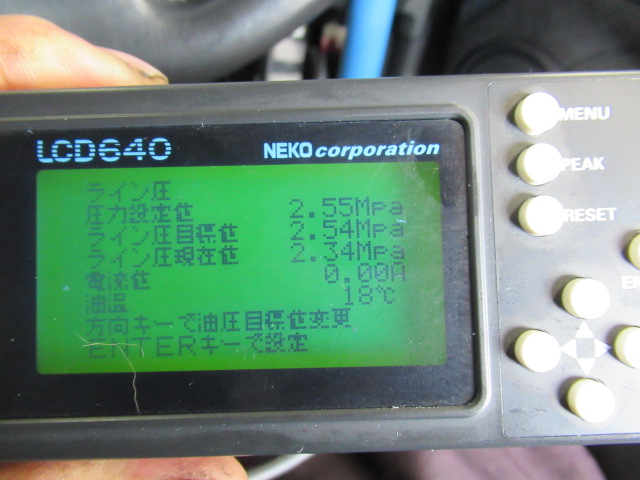 LCD640
NEKO corporation
ライン圧
圧力設定値 2.55Mpa
ライン圧目標値 2.54Mpa
ライン圧現在値 2.34Mpa
電流値 0.00A
油温 18℃
方向キーで油圧目標値変更
ENTERキーで設定
MENU
PEAK
RESET